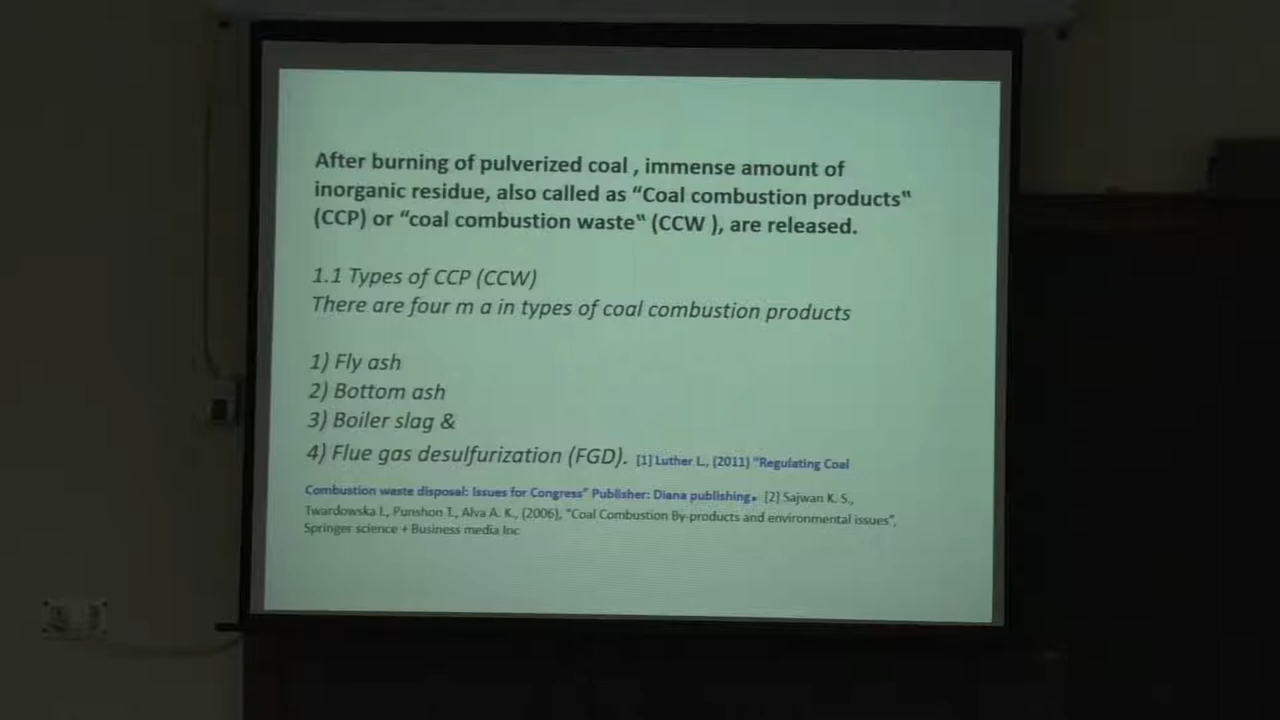 After burning of pulverized coal , immense amount of
inorganic residue, also called as “Coal combustion products"
(CCP) or “coal combustion waste" (CCW ), are released.
1.1 Types of CCP (CCW)
There are four m a in types of coal combustion products
1) Fly ash
2) Bottom ash
3) Boiler slag &
4) Flue gas desulfurization (FGD). [1] Luther L., (2011) “Regulating Coal
Combustion waste disposal: Issues for Congress” Publisher: Diana publishing. [2] Sajwan K. S.,
Twardowska I., Punshon T., Alva A. K., (2006), “Coal Combustion By-products and environmental issues”,
Springer science + Business media Inc